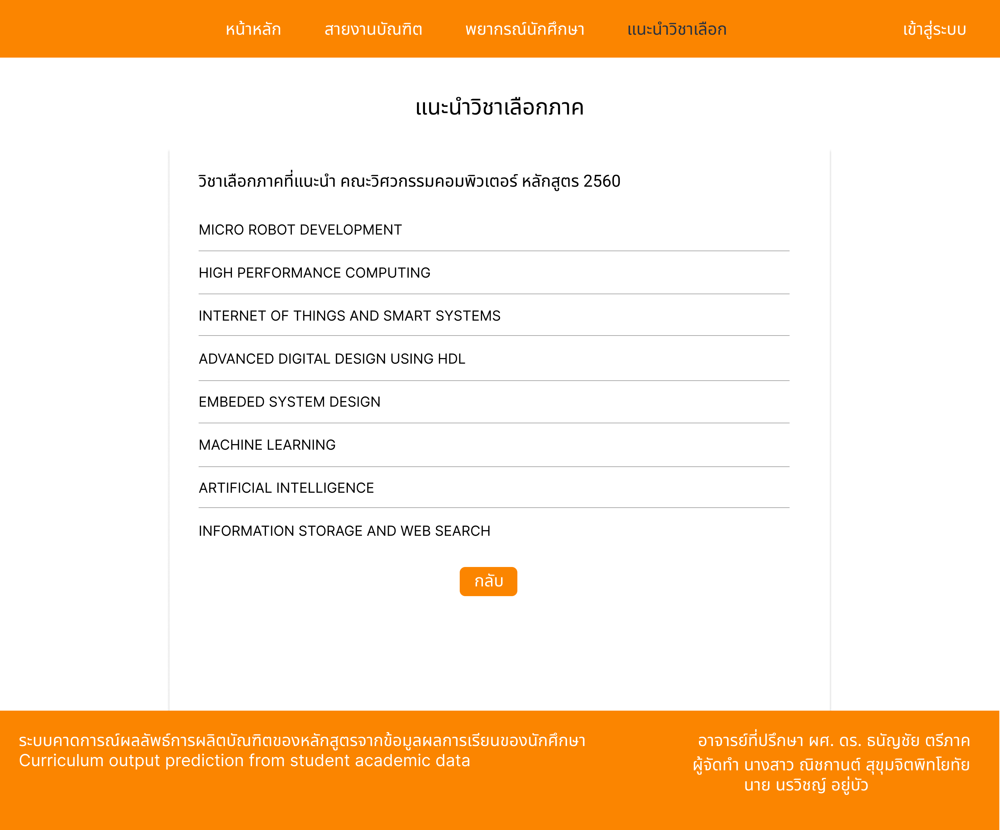 หน้าหลัก สายงานบัณฑิต พยากรณ์นักศึกษา แนะนำวิชาเลือก เข้าสู่ระบบ
แนะนำวิชาเลือกภาค
วิชาเลือกภาคที่แนะนำ คณะวิศวกรรมคอมพิวเตอร์ หลักสูตร 2560
MICRO ROBOT DEVELOPMENT
HIGH PERFORMANCE COMPUTING
INTERNET OF THINGS AND SMART SYSTEMS
ADVANCED DIGITAL DESIGN USING HDL
EMBEDED SYSTEM DESIGN
MACHINE LEARNING
ARTIFICIAL INTELLIGENCE
INFORMATION STORAGE AND WEB SEARCH
กลับ
ระบบคาดการณ์ผลลัพธ์การผลิตบัณฑิตของหลักสูตรจากข้อมูลผลการเรียนของนักศึกษา
Curriculum output prediction from student academic data
อาจารย์ที่ปรึกษา ผศ. ดร. ธนัญชัย ตรีภาค
ผู้จัดทำ นางสาว ณิชกานต์ สุขุมจิตพิทโยทัย
นาย นรวิชญ์ อยู่บัว